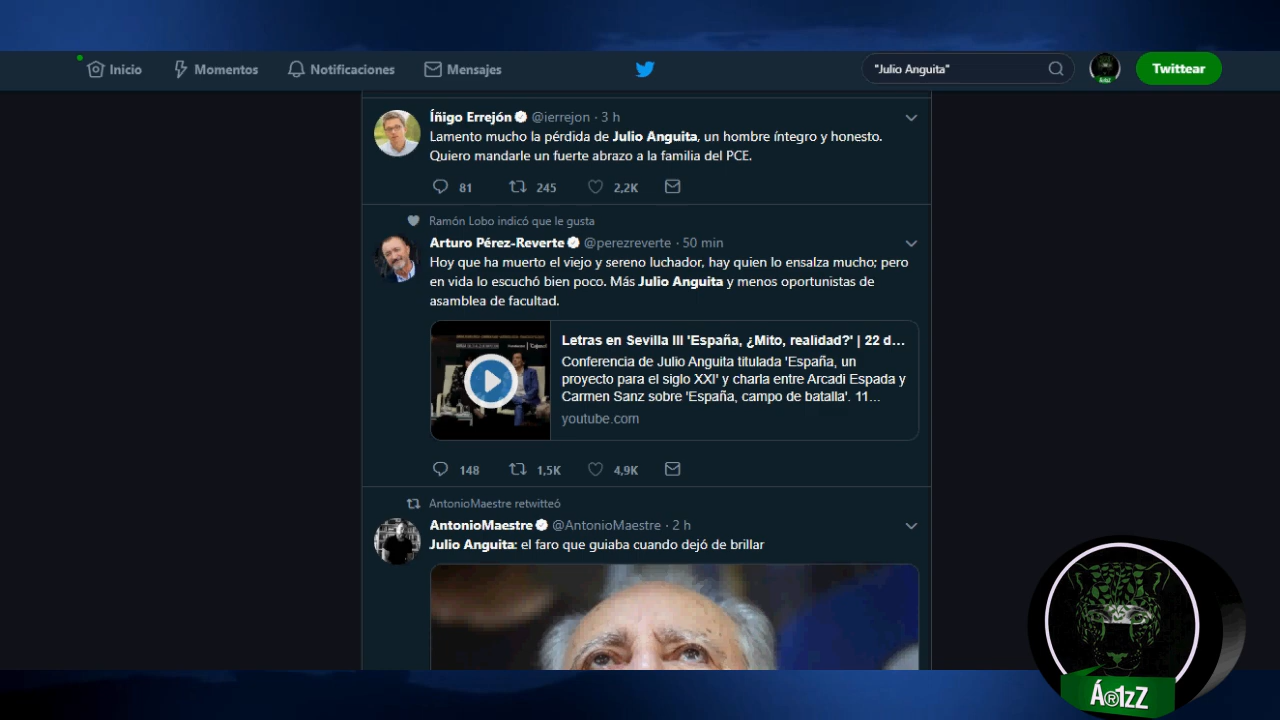 Inicio Momentos Notificaciones Mensajes "Julio Anguita" Twittear
Íñigo Errejón @ierrejon · 3 h
Lamento mucho la pérdida de Julio Anguita, un hombre íntegro y honesto.
Quiero mandarle un fuerte abrazo a la familia del PCE.
81 245 2,2K
Ramón Lobo indicó que le gusta
Arturo Pérez-Reverte @perezreverte · 50 min
Hoy que ha muerto el viejo y sereno luchador, hay quien lo ensalza mucho; pero
en vida lo escuchó bien poco. Más Julio Anguita y menos oportunistas de
asamblea de facultad.
Letras en Sevilla III 'España, ¿Mito, realidad?' | 22 d...
Conferencia de Julio Anguita titulada 'España, un
proyecto para el siglo XXI' y charla entre Arcadi Espada y
Carmen Sanz sobre 'España, campo de batalla'. 11...
youtube.com
148 1,5K 4,9K
AntonioMaestre retwitteó
AntonioMaestre @AntonioMaestre · 2 h
Julio Anguita: el faro que guiaba cuando dejó de brillar
Á®1zZ